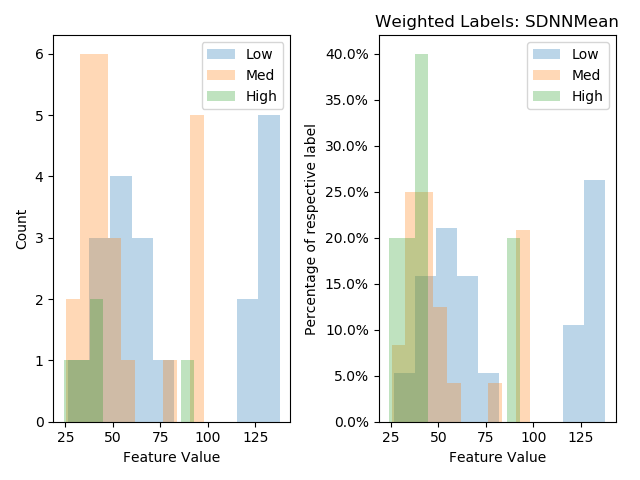 Weighted Labels: SDNNMean
6
5
4
3
2
1
0
Count
25
50
75
100
125
Feature Value
Low
Med
High
40.0%
35.0%
30.0%
25.0%
20.0%
15.0%
10.0%
5.0%
0.0%
Percentage of respective label
25
50
75
100
125
Feature Value
Low
Med
High